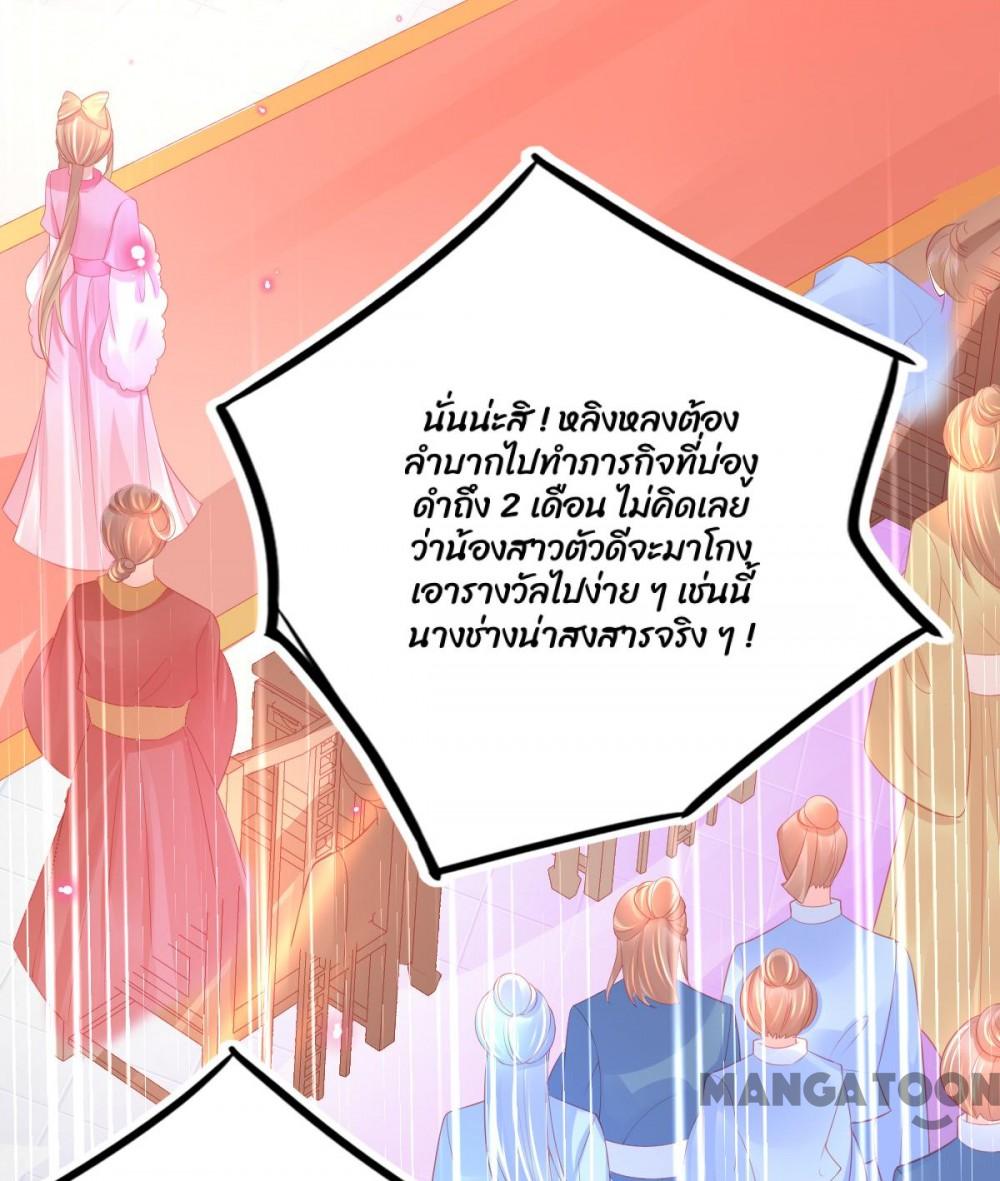 นั่นน่ะสิ ! หลิงหลงต้อง
ลำบากไปทำภารกิจที่บ่องู
ดำถึง 2 เดือน ไม่คิดเลย
ว่าน้องสาวตัวดีจะมาโกง
เอารางวัลไปง่าย ๆ เช่นนี้
นางช่างน่าสงสารจริง ๆ !
MANGATOON